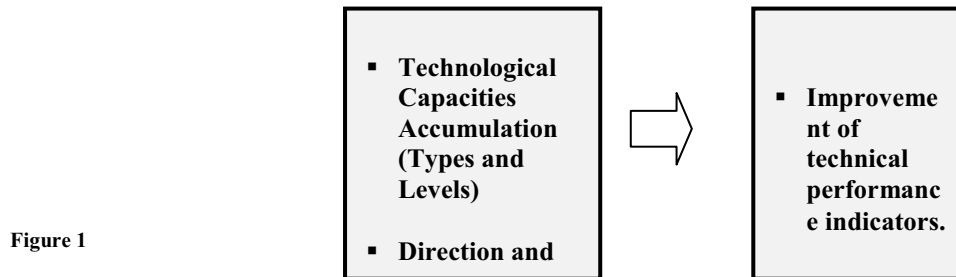 ▪ Technological
Capacities
Accumulation
(Types and
Levels)
▪ Direction and
▪ Improveme
nt of
technical
performanc
e indicators.
Figure 1